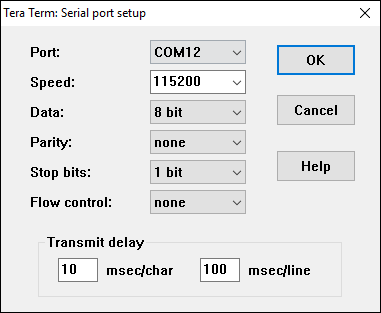 Tera Term: Serial port setup
Port: COM12 OK
Speed: 115200
Data: 8 bit Cancel
Parity: none
Stop bits: 1 bit Help
Flow control: none
Transmit delay
10 msec/char 100 msec/line